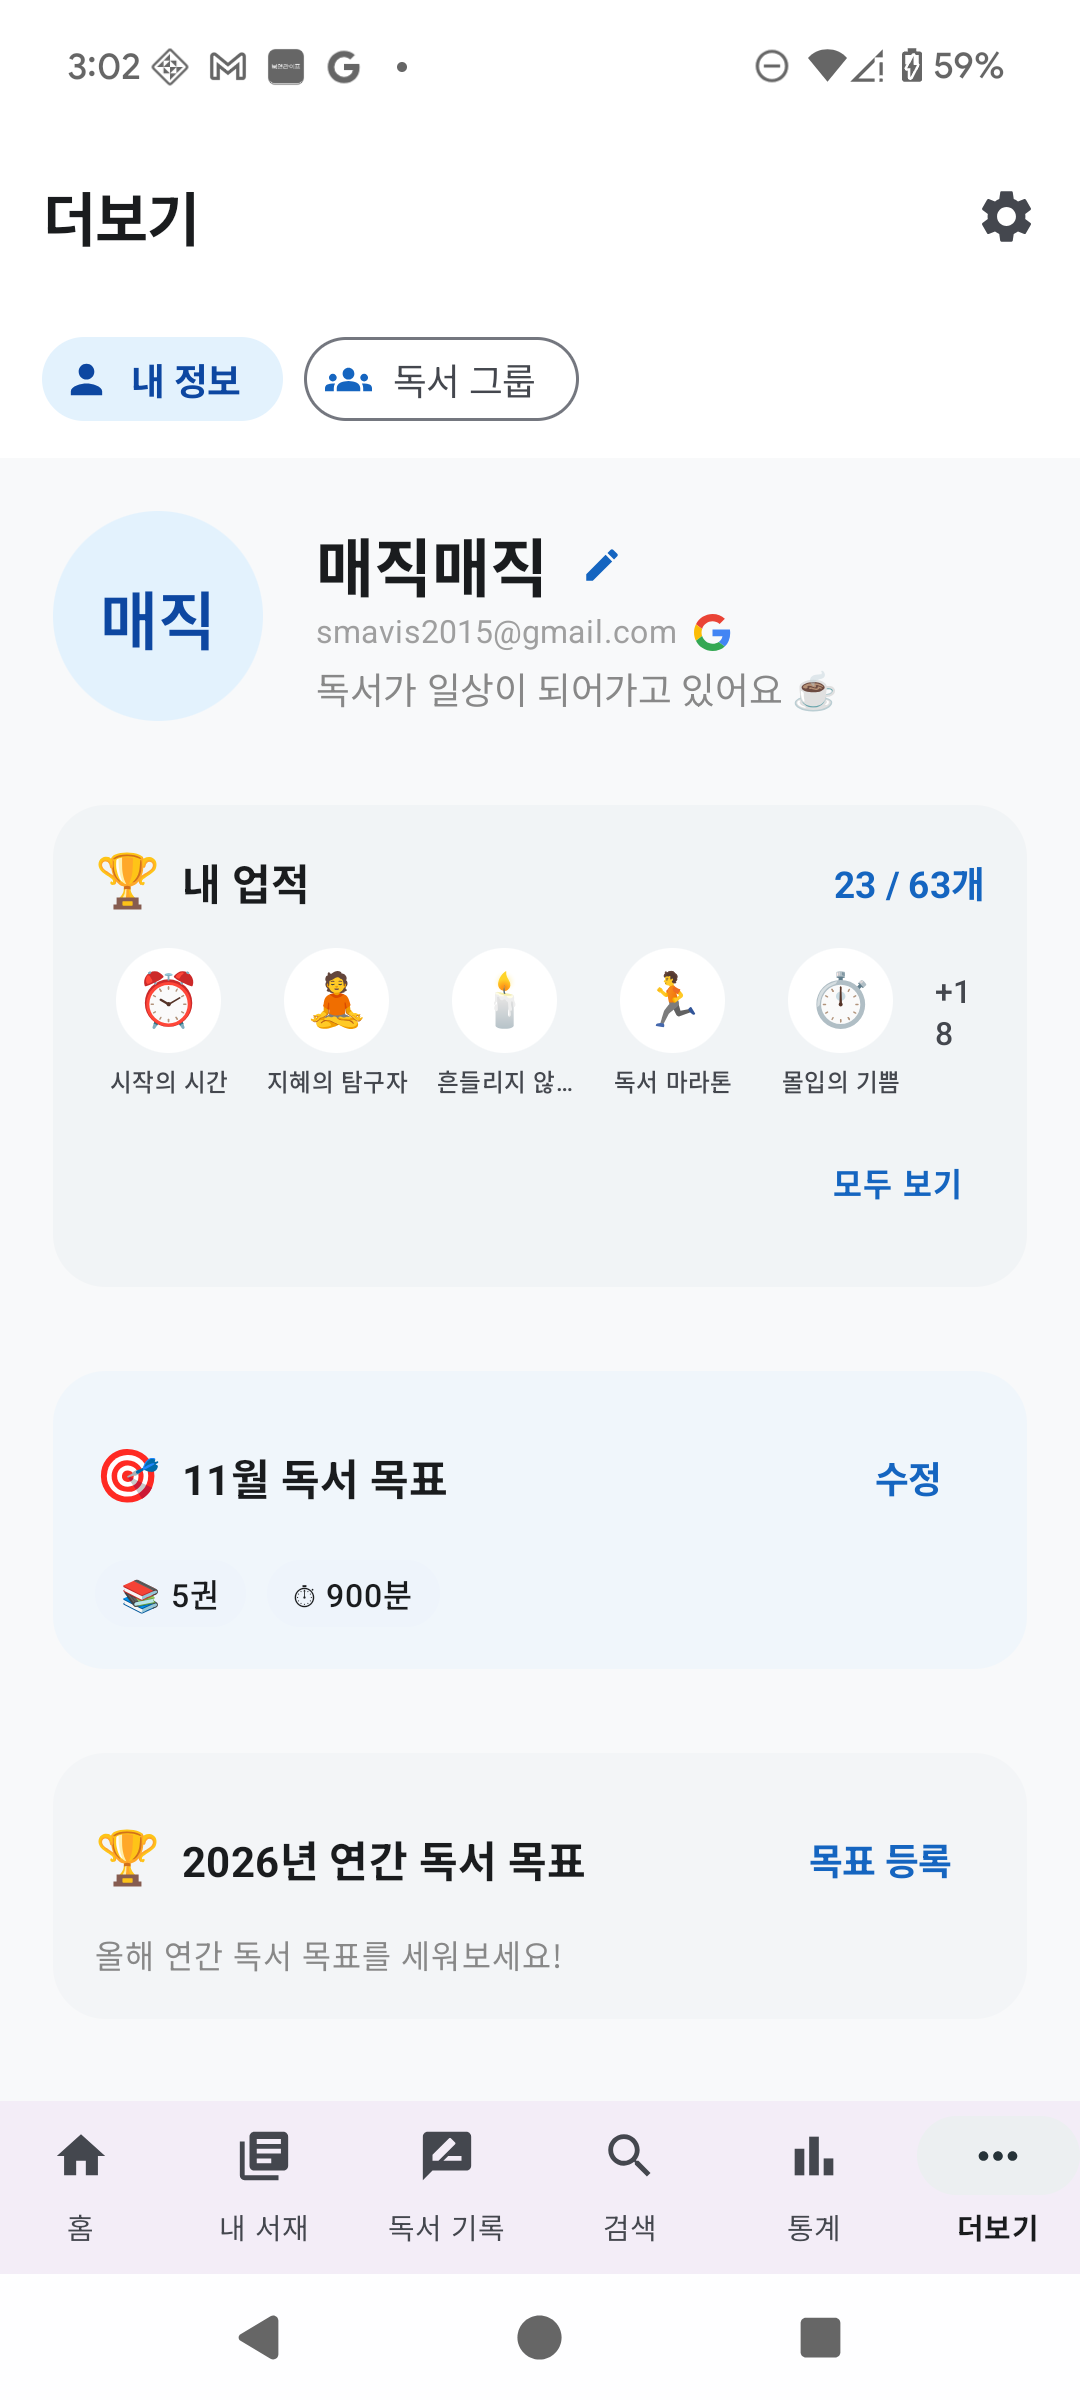 3:02
59%
더보기
내 정보
독서 그룹
매직
매직매직
smavis2015@gmail.com
독서가 일상이 되어가고 있어요
내 업적
23 / 63개
+1
8
시작의 시간
지혜의 탐구자
흔들리지 않...
독서 마라톤
몰입의 기쁨
모두 보기
11월 독서 목표
수정
5권
900분
2026년 연간 독서 목표
목표 등록
올해 연간 독서 목표를 세워보세요!
홈
내 서재
독서 기록
검색
통계
더보기